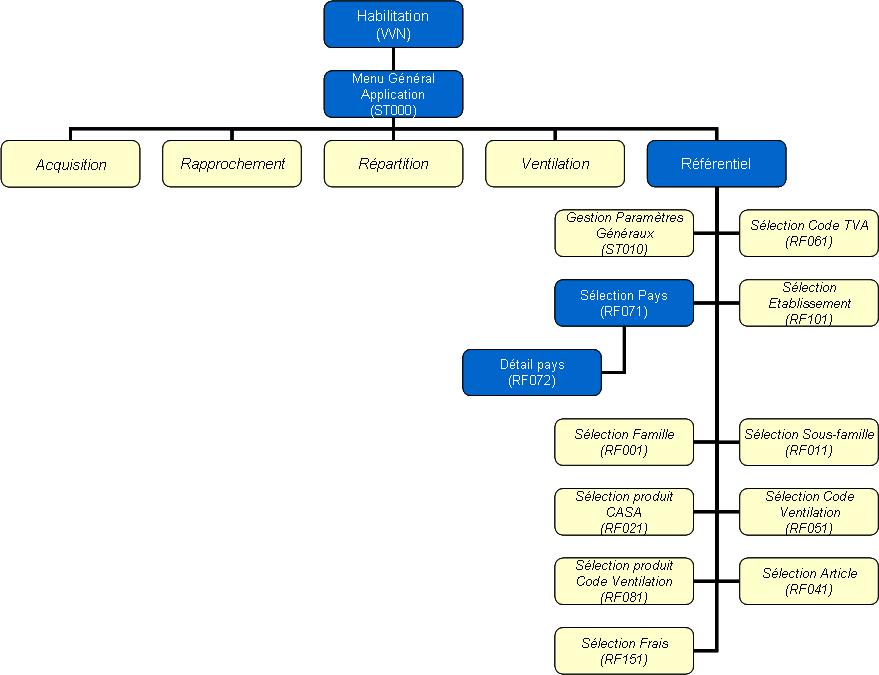 Habilitation
(VVN)
Menu Général
Application
(ST000)
Acquisition
Rapprochement
Répartition
Ventilation
Référentiel
Gestion Paramètres
Généraux
(ST010)
Sélection Code TVA
(RF061)
Sélection Pays
(RF071)
Sélection
Etablissement
(RF101)
Détail pays
(RF072)
Sélection Famille
(RF001)
Sélection Sous-famille
(RF011)
Sélection produit
CASA
(RF021)
Sélection Code
Ventilation
(RF051)
Sélection produit
Code Ventilation
(RF081)
Sélection Article
(RF041)
Sélection Frais
(RF151)